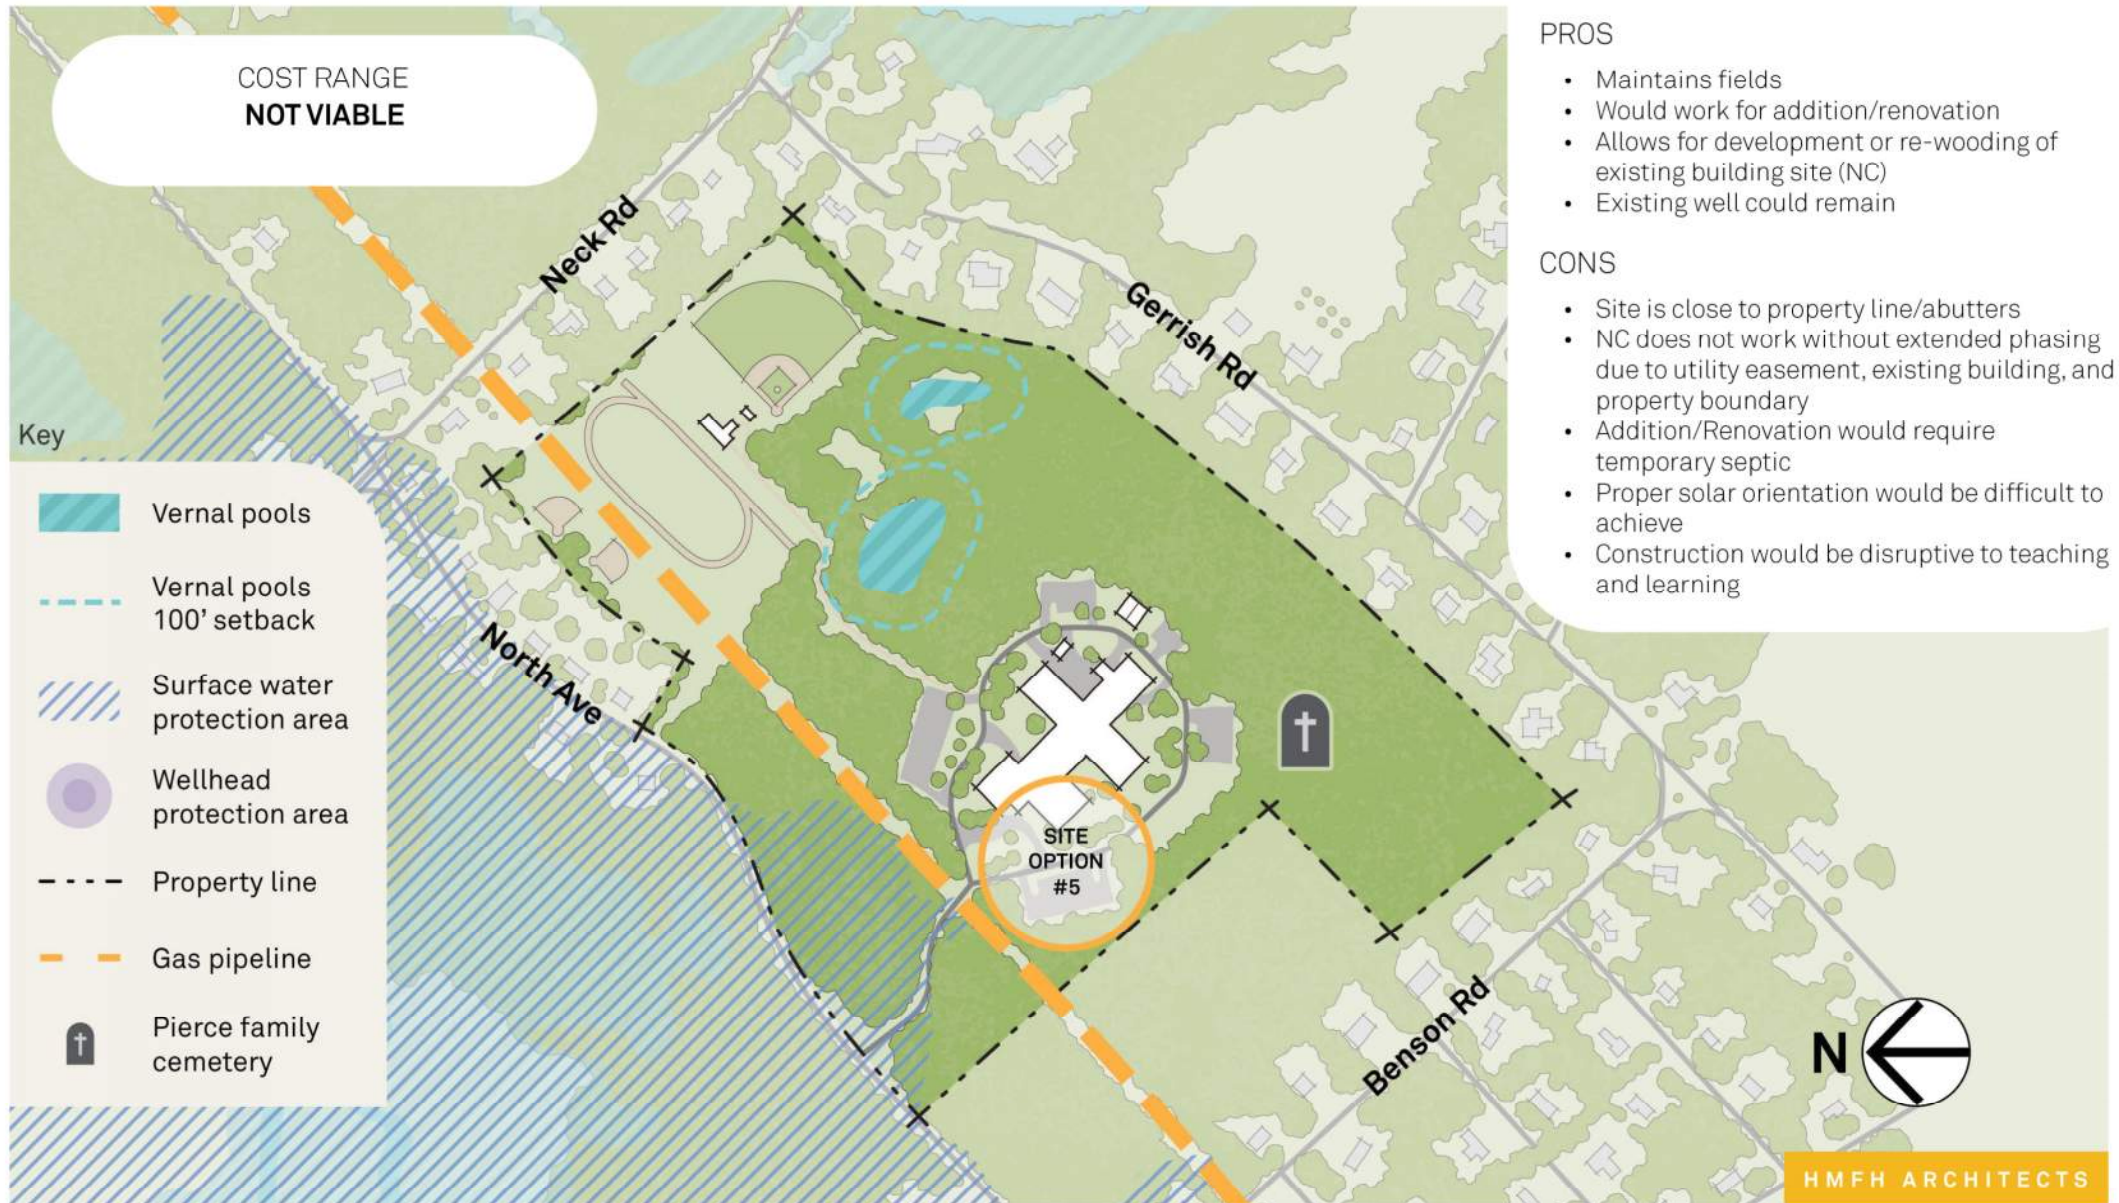 COST RANGE
NOT VIABLE
PROS
• Maintains fields
• Would work for addition/renovation
• Allows for development or re-wooding of
existing building site (NC)
• Existing well could remain
CONS
• Site is close to property line/abutters
• NC does not work without extended phasing
due to utility easement, existing building, and
property boundary
• Addition/Renovation would require
temporary septic
• Proper solar orientation would be difficult to
achieve
• Construction would be disruptive to teaching
and learning
Neck Rd
Gerrish Rd
North Ave
Benson Rd
SITE
OPTION
#5
Key
Vernal pools
Vernal pools
100' setback
Surface water
protection area
Wellhead
protection area
Property line
Gas pipeline
Pierce family
cemetery
N
HMFH ARCHITECTS